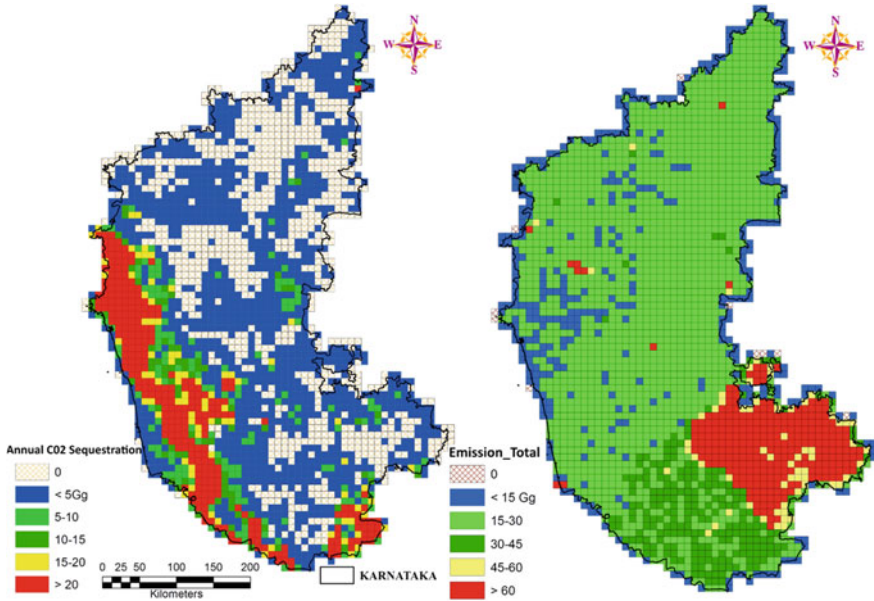 N
W E
S
N
W E
S
Annual C02 Sequestration
0
< 5Gg
5-10
10-15
15-20
> 20
0 25 50 100 150 200
Kilometers
KARNATAKA
Emission_Total
0
< 15 Gg
15-30
30-45
45-60
> 60